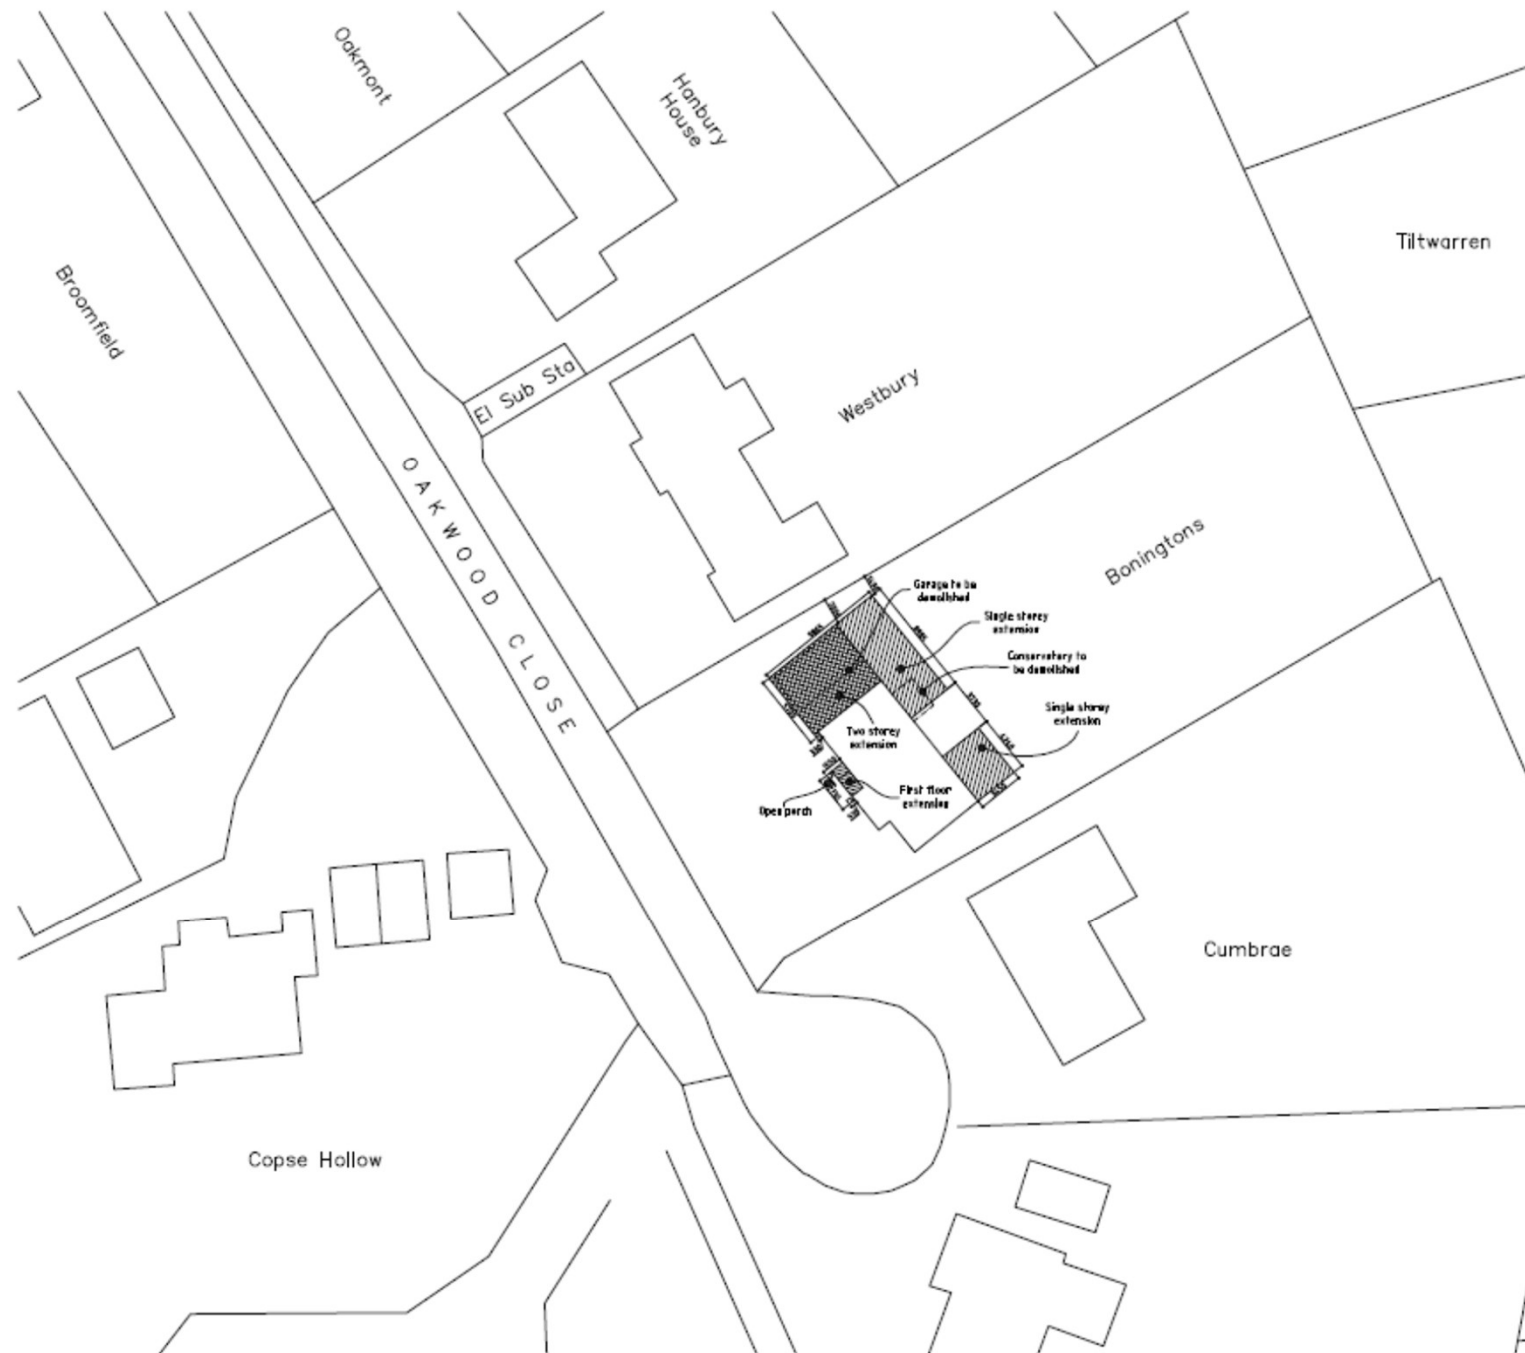 Oakmont
Hanbury
House
Tiltwarren
Broomfield
El Sub Sta
Westbury
OAKWOOD CLOSE
Boningtons
Garage to be
demolished
Single storey
extension
Conservatory to
be demolished
Single storey
extension
Two storey
extension
First floor
extension
Open porch
Cumbrae
Copse Hollow